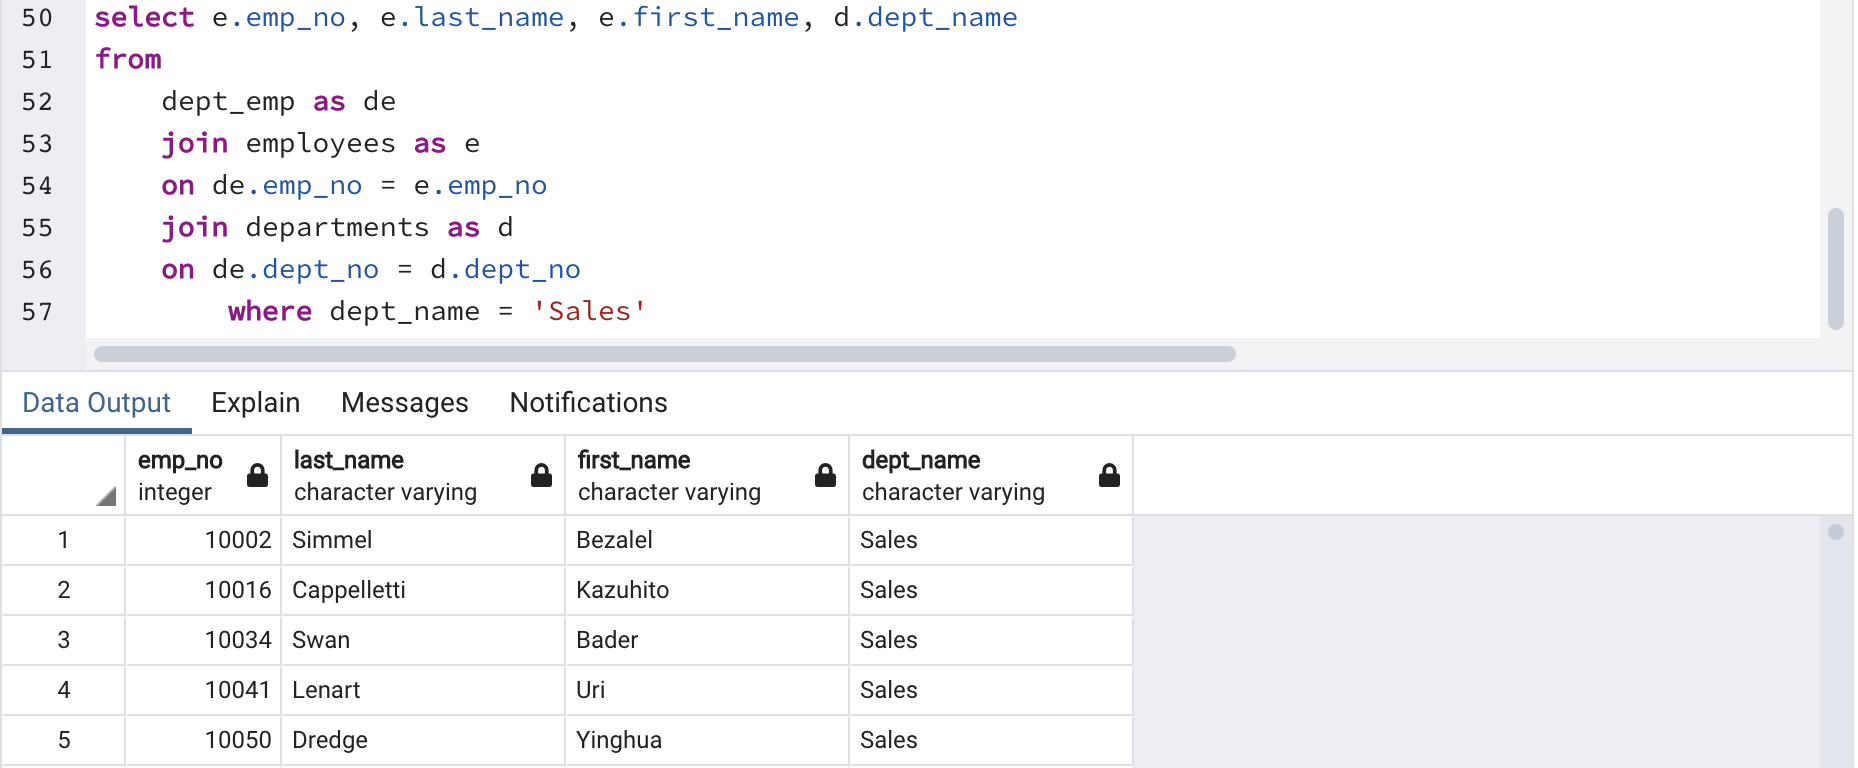 50 select e.emp_no, e.last_name, e.first_name, d.dept_name
51 from
52 dept_emp as de
53 join employees as e
54 on de.emp_no = e.emp_no
55 join departments as d
56 on de.dept_no = d.dept_no
57 where dept_name = 'Sales'
Data Output Explain Messages Notifications
emp_no last_name first_name dept_name
integer character varying character varying character varying
1 10002 Simmel Bezalel Sales
2 10016 Cappelletti Kazuhito Sales
3 10034 Swan Bader Sales
4 10041 Lenart Uri Sales
5 10050 Dredge Yinghua Sales